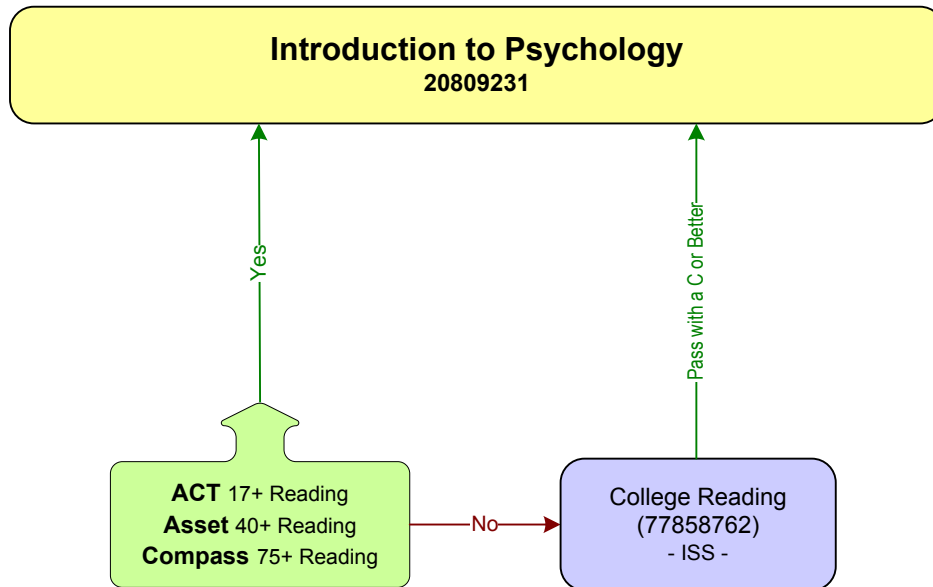 Introduction to Psychology
20809231
Yes
Pass with a C or Better
ACT 17+ Reading
Asset 40+ Reading
Compass 75+ Reading
No
College Reading
(77858762)
- ISS -